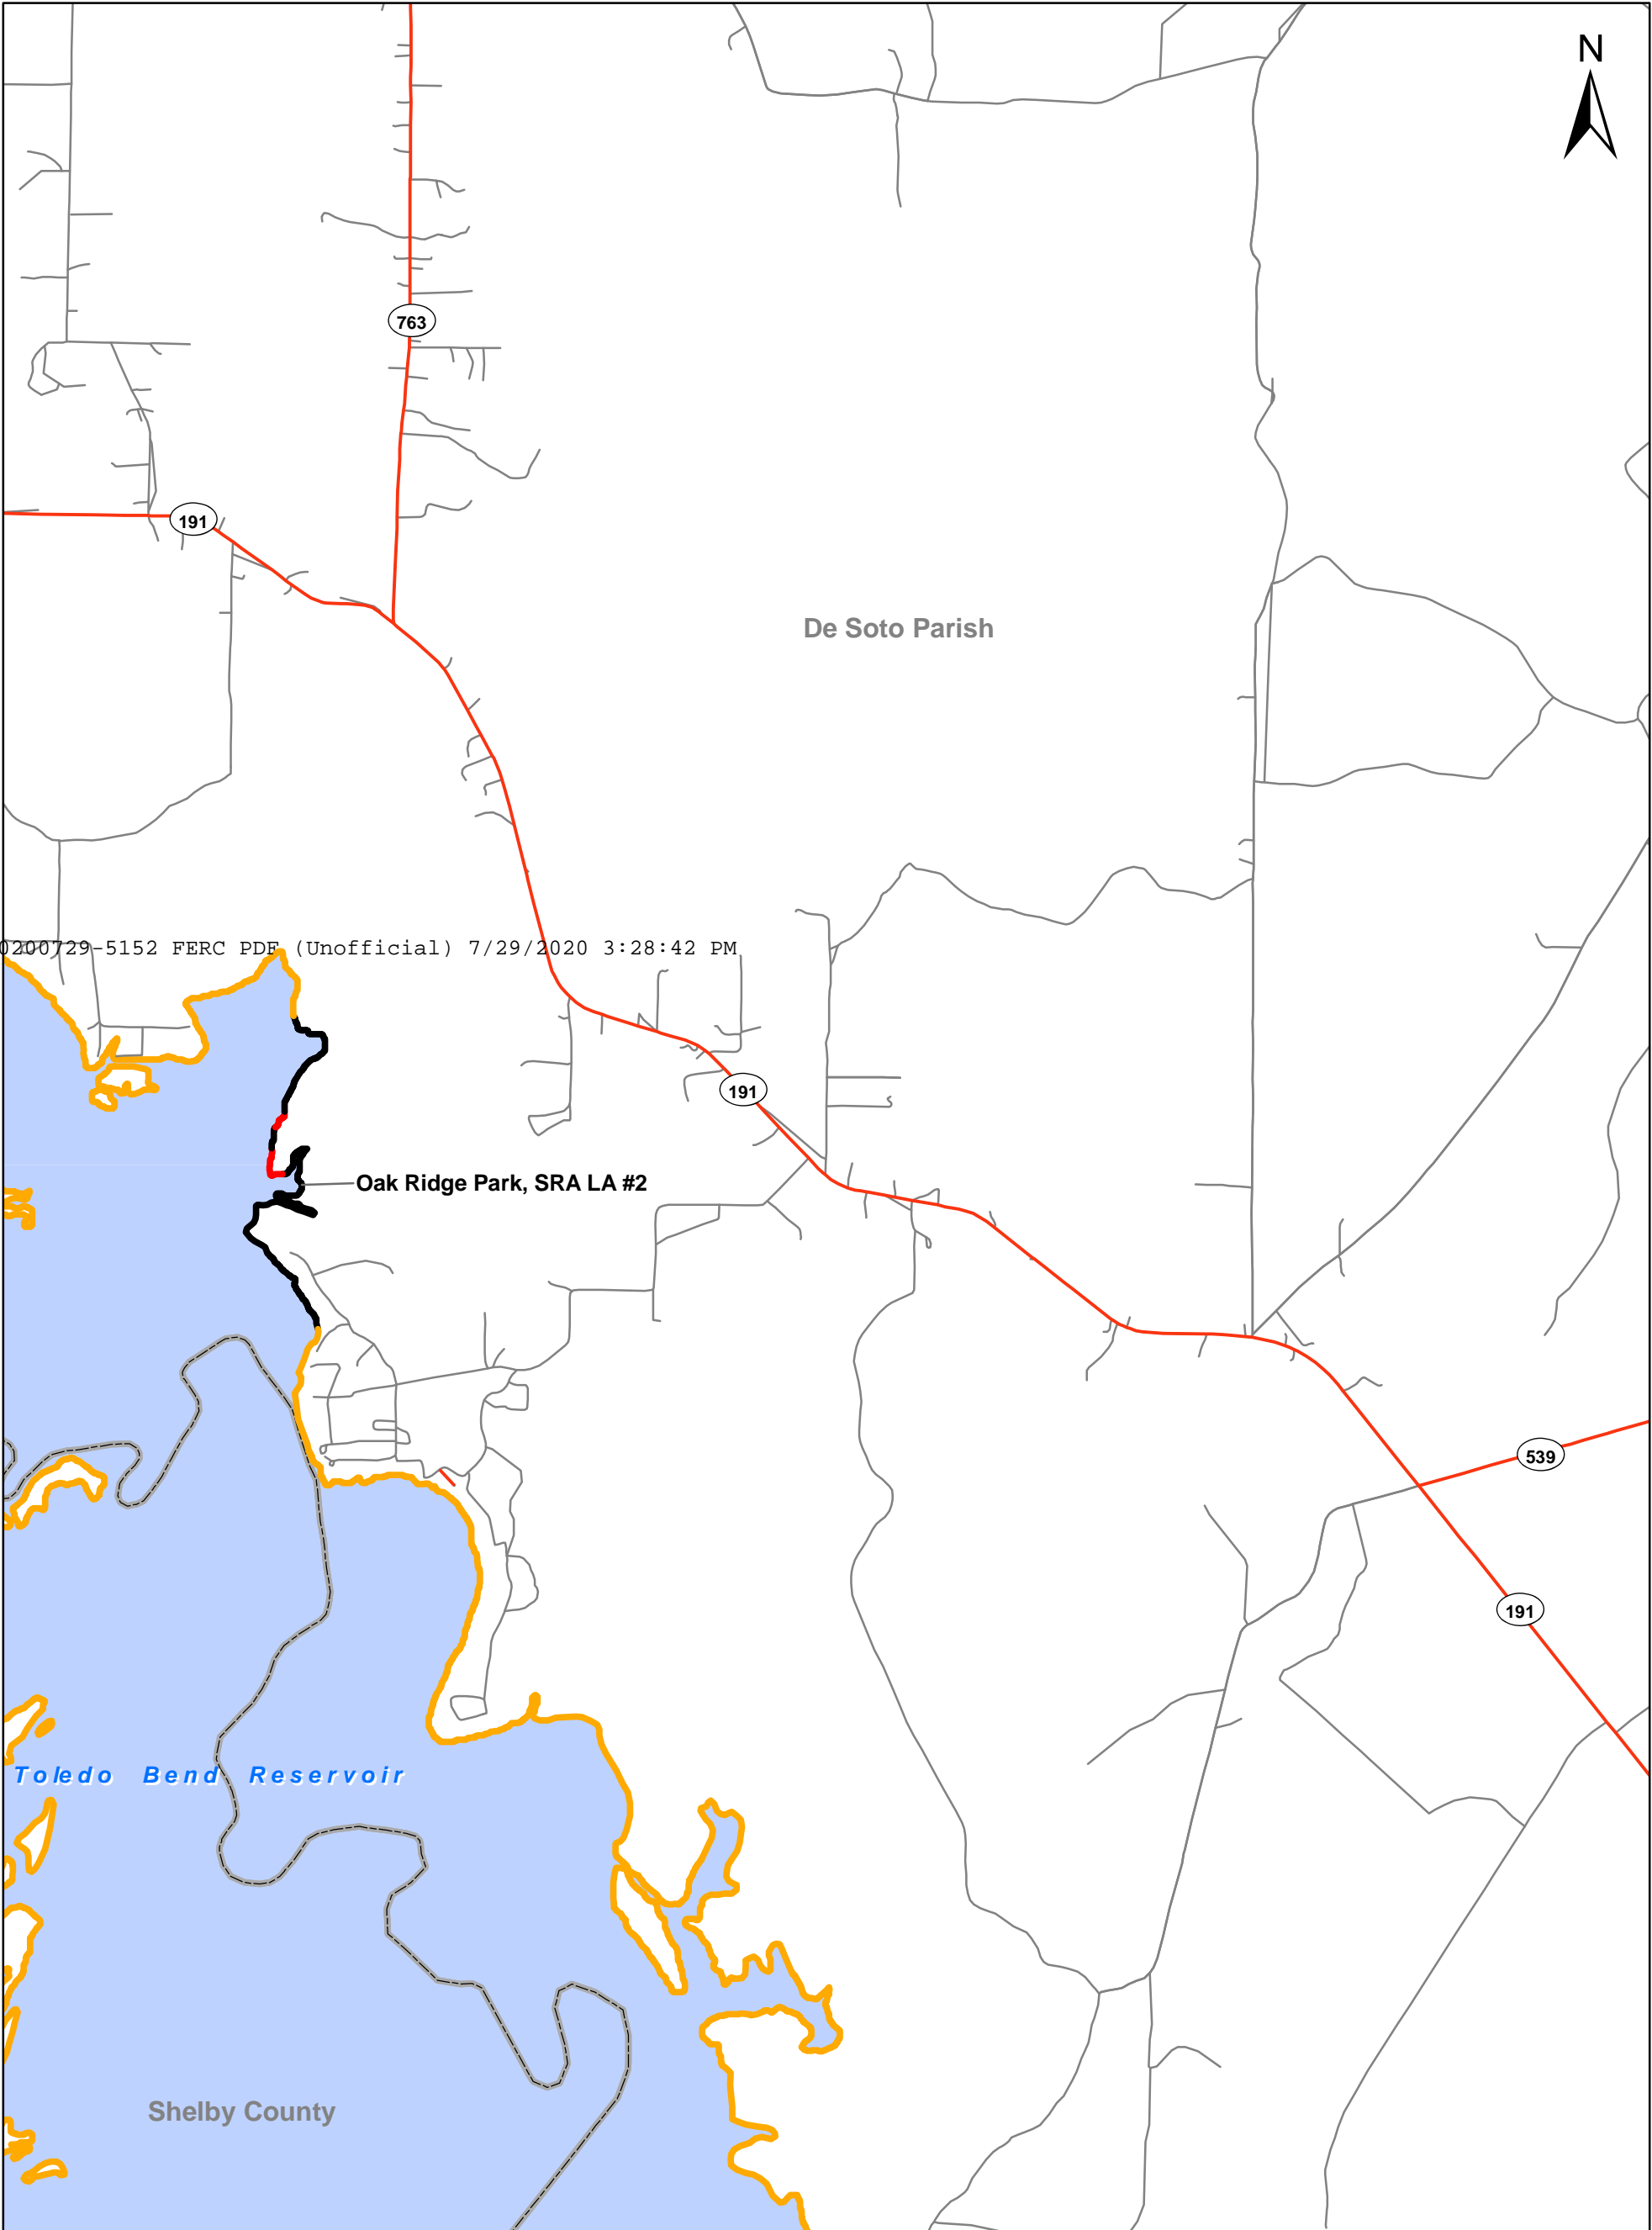 N
763
191
De Soto Parish
0200729-5152 FERC PDF (Unofficial) 7/29/2020 3:28:42 PM
191
Oak Ridge Park, SRA LA #2
539
191
Toledo Bend Reservoir
Shelby County